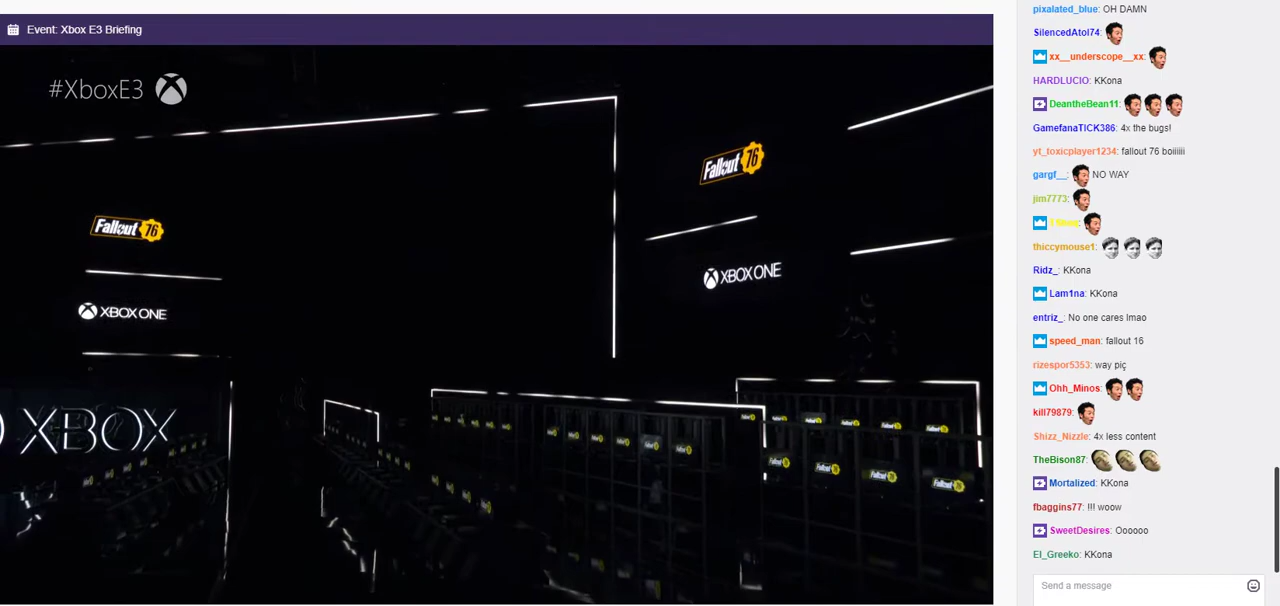 Event: Xbox E3 Briefing
#XboxE3
Fallout 76
XBOX ONE
Fallout 76
XBOX ONE
XBOX
pixalated_blue: OH DAMN
SilencedAtol74:
xx__underscope__xx:
HARDLUCIO: KKona
DeantheBean11:
GamefanaTICK386: 4x the bugs!
yt_toxicplayer1234: fallout 76 boiiiiii
gargf__: NO WAY
jim7773:
thiccymouse1:
Ridz_: KKona
Lam1na: KKona
entriz_: No one cares lmao
speed_man: fallout 16
rizespor5353: way piç
Ohh_Minos:
kill79879:
Shizz_Nizzle: 4x less content
TheBison87:
Mortalized: KKona
fbaggins77: !!! woow
SweetDesires: Oooooo
El_Greeko: KKona
Send a message